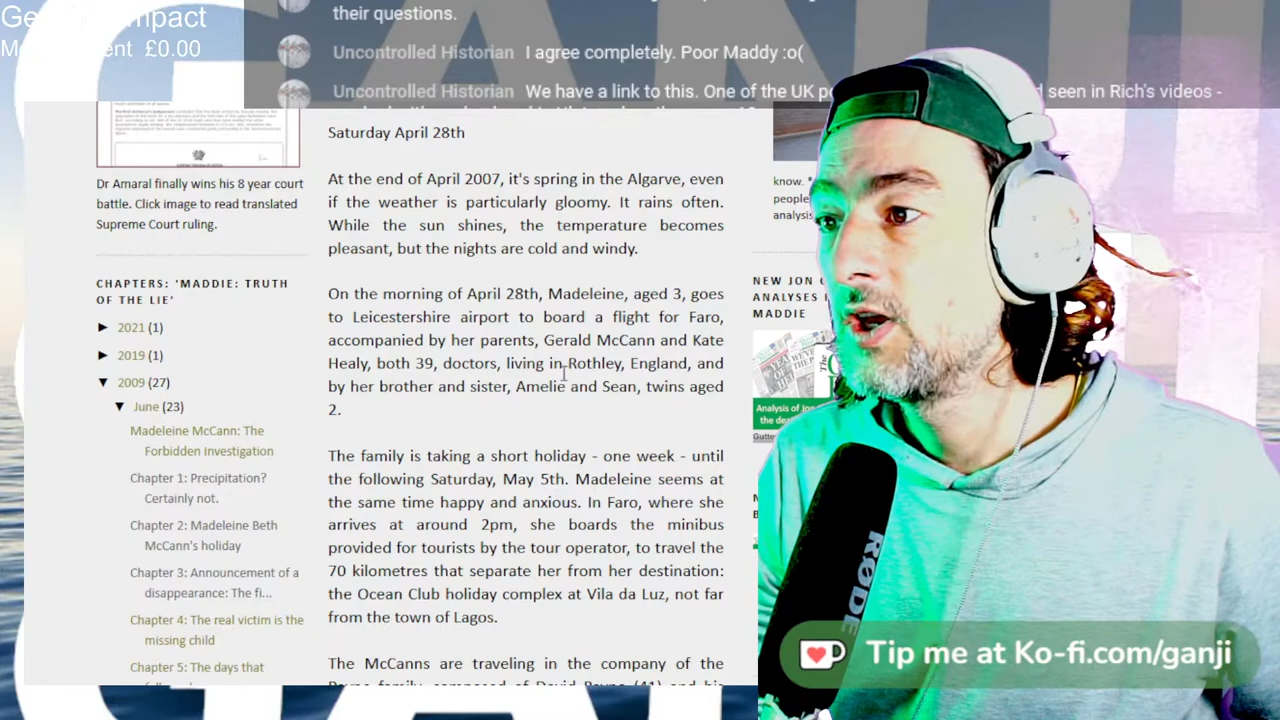 their questions.
Uncontrolled Historian I agree completely. Poor Maddy :o(
Uncontrolled Historian We have a link to this. One of the UK
seen in Rich's videos -
£0.00
Dr Amaral finally wins his 8 year court
battle. Click image to read translated
Supreme Court ruling.
CHAPTERS: 'MADDIE: TRUTH
OF THE LIE'
► 2021 (1)
► 2019 (1)
▼ 2009 (27)
▼ June (23)
Madeleine McCann: The
Forbidden Investigation
Chapter 1: Precipitation?
Certainly not.
Chapter 2: Madeleine Beth
McCann's holiday
Chapter 3: Announcement of a
disappearance: The fi...
Chapter 4: The real victim is the
missing child
Chapter 5: The days that
Saturday April 28th
At the end of April 2007, it's spring in the Algarve, even
if the weather is particularly gloomy. It rains often.
While the sun shines, the temperature becomes
pleasant, but the nights are cold and windy.
On the morning of April 28th, Madeleine, aged 3, goes
to Leicestershire airport to board a flight for Faro,
accompanied by her parents, Gerald McCann and Kate
Healy, both 39, doctors, living in Rothley, England, and
by her brother and sister, Amelie and Sean, twins aged
2.
The family is taking a short holiday - one week - until
the following Saturday, May 5th. Madeleine seems at
the same time happy and anxious. In Faro, where she
arrives at around 2pm, she boards the minibus
provided for tourists by the tour operator, to travel the
70 kilometres that separate her from her destination:
the Ocean Club holiday complex at Vila da Luz, not far
from the town of Lagos.
The McCanns are traveling in the company of the
know.
people
analysis
NEW JON
ANALYSES
MADDIE
Analysis of
the
RØDE
Tip me at Ko-fi.com/ganji